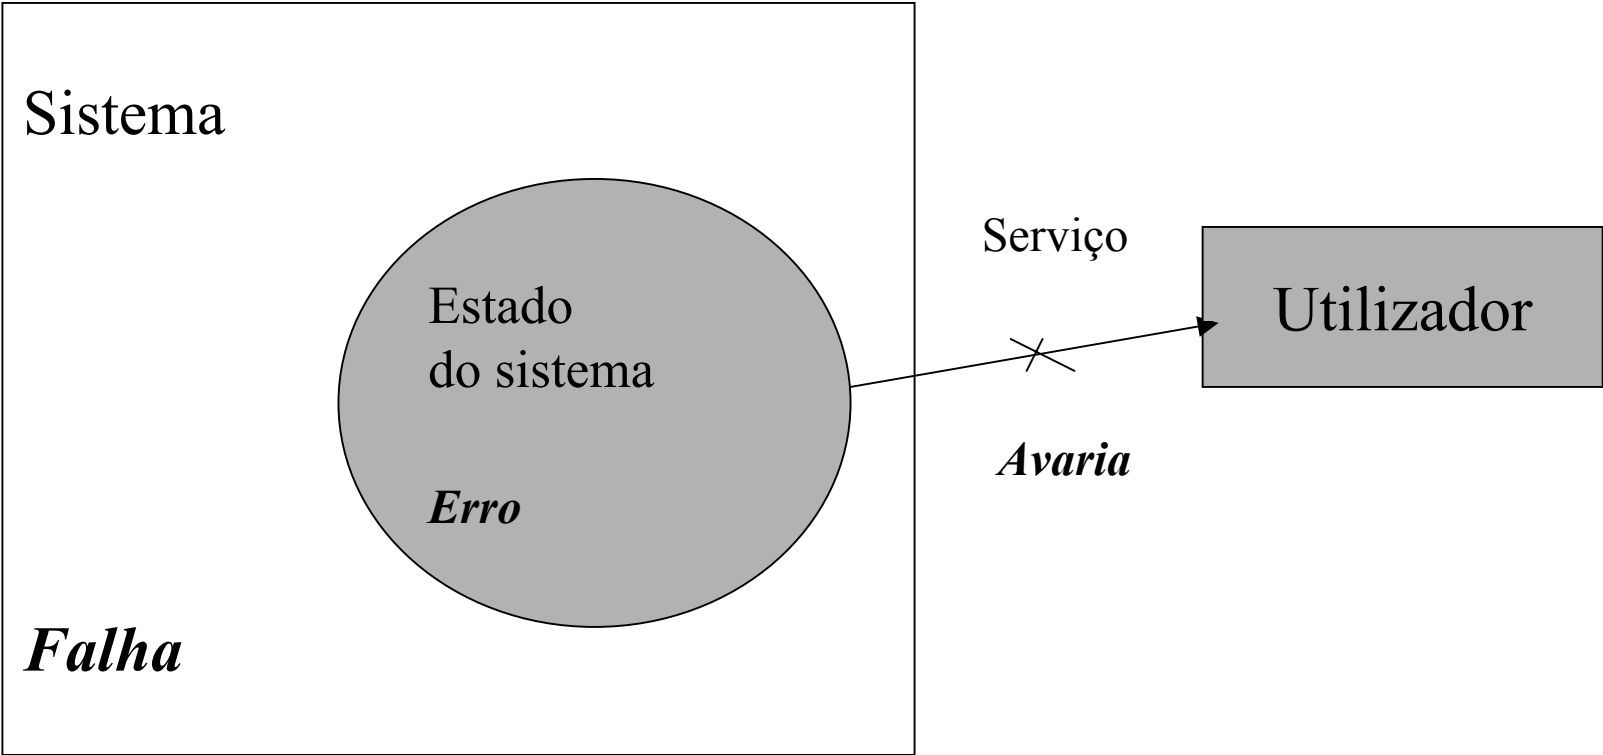 Sistema
Estado
do sistema
Erro
Falha
Serviço
Avaria
Utilizador